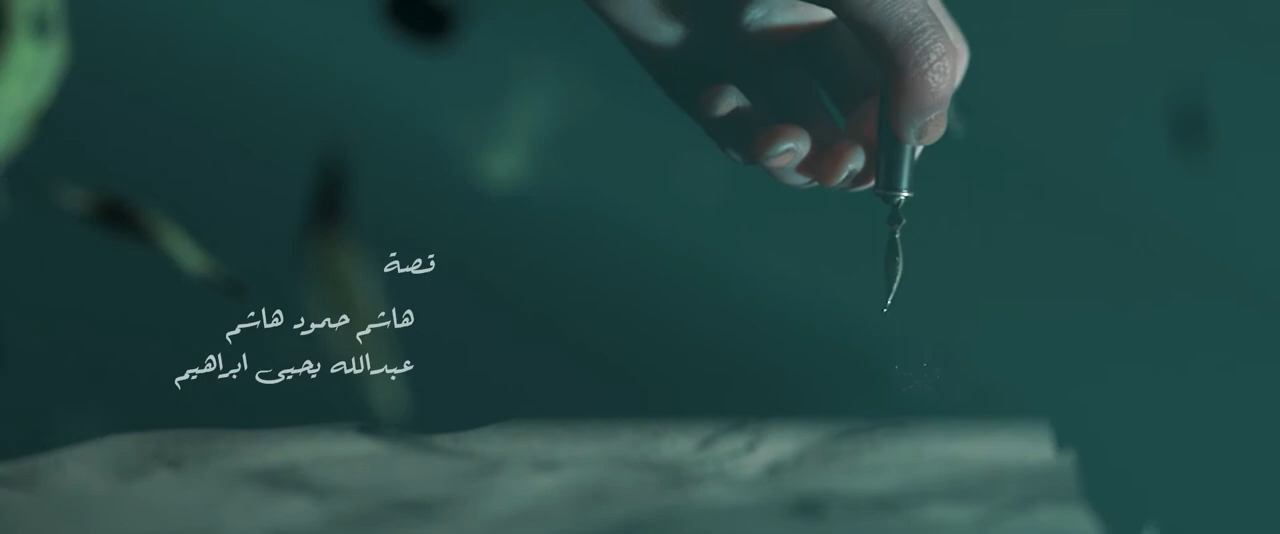 قصة
هاشم حمود هاشم
عبدالله يحيى ابراهيم